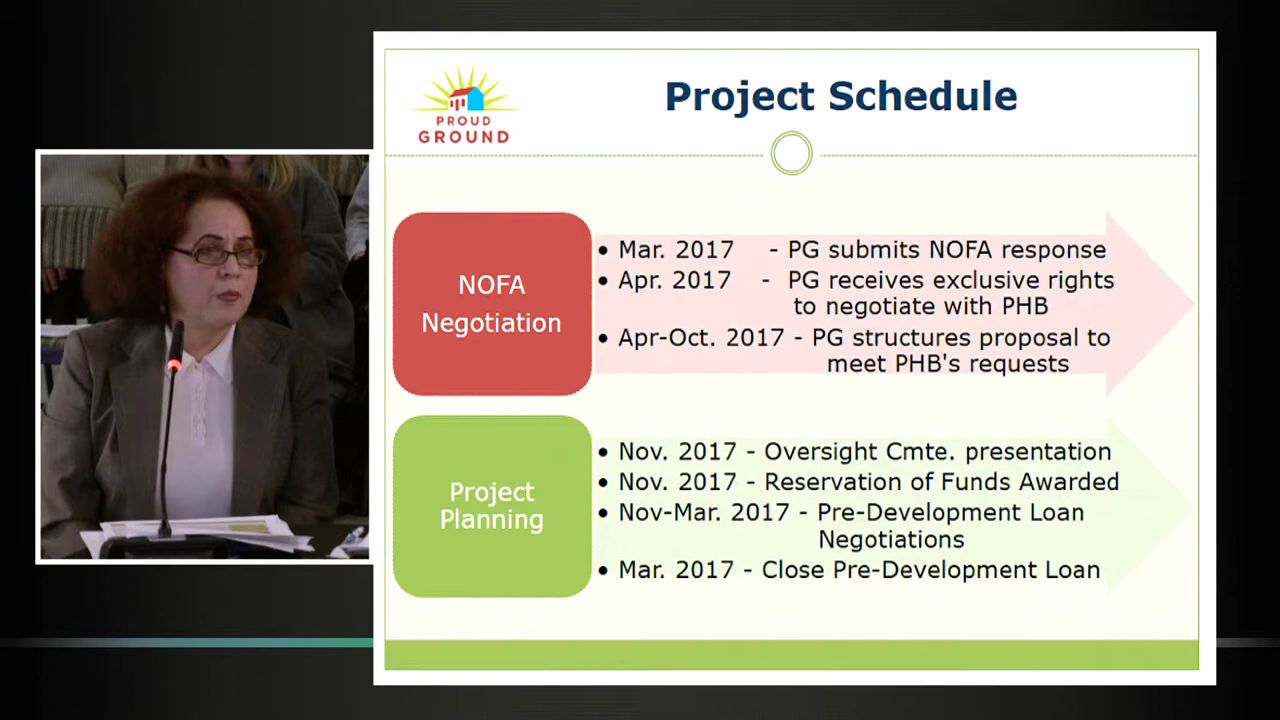 PROUD
GROUND
Project Schedule
NOFA
Negotiation
• Mar. 2017 - PG submits NOFA response
• Apr. 2017 - PG receives exclusive rights
to negotiate with PHB
• Apr-Oct. 2017 - PG structures proposal to
meet PHB's requests
Project
Planning
• Nov. 2017 - Oversight Cmte. presentation
• Nov. 2017 - Reservation of Funds Awarded
• Nov-Mar. 2017 - Pre-Development Loan
Negotiations
• Mar. 2017 - Close Pre-Development Loan